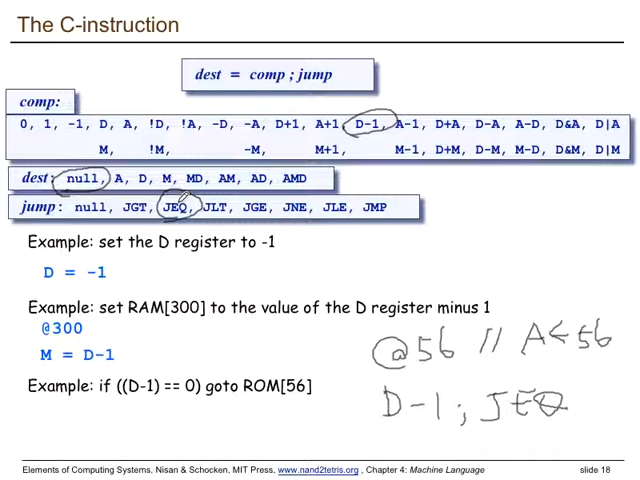 The C-instruction
dest = comp ; jump
comp:
0, 1, -1, D, A, !D, !A, -D, -A, D+1, A+1, D-1, A-1, D+A, D-A, A-D, D&A, D|A
M, !M, -M, M+1, M-1, D+M, D-M, M-D, D&M, D|M
dest: null, A, D, M, MD, AM, AD, AMD
jump: null, JGT, JEQ, JLT, JGE, JNE, JLE, JMP
Example: set the D register to -1
D = -1
Example: set RAM[300] to the value of the D register minus 1
@300
M = D-1
Example: if ((D-1) == 0) goto ROM[56]
@56 // A←56
D-1; JEQ
Elements of Computing Systems, Nisan & Schocken, MIT Press, www.nand2tetris.org , Chapter 4: Machine Language slide 18